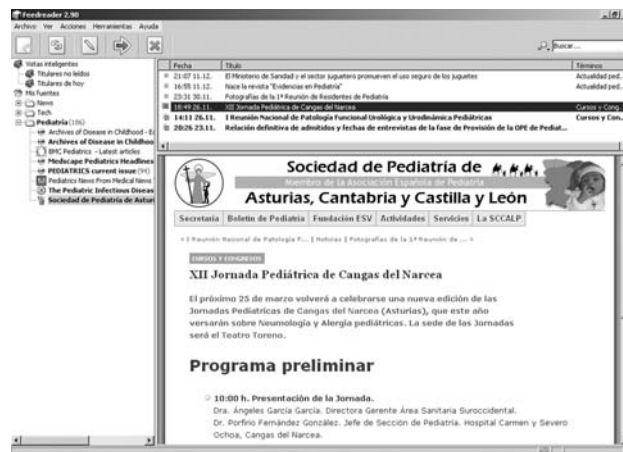 Feedreader 2.90
Archivo Ver Acciones Herramientas Ayuda
Buscar ...
Vistas inteligentes
Titulares no leídos
Titulares de hoy
Mis fuentes
News
Tech
Pediatría (186)
Archives of Disease in Childhood - Ed
Archives of Disease in Childhoo
BMC Pediatrics - Latest articles
Medscape Pediatrics Headlines
PEDIATRICS current issue (94)
Pediatrics News From Medical News
The Pediatric Infectious Diseas
Sociedad de Pediatría de Astur
Fecha Título Términos
21:07 11.12. El Ministerio de Sanidad y el sector juguetero promueven el uso seguro de los juguetes Actualidad ped...
16:55 11.12. Nace la revista "Evidencias en Pediatría" Actualidad ped...
23:31 30.11. Fotografías de la 1ª Reunión de Residentes de Pediatría
18:49 26.11. XII Jornada Pediátrica de Cangas del Narcea Cursos y Cong...
14:11 26.11. I Reunión Nacional de Patología Funcional Urológica y Urodinámica Pediátricas Cursos y Con...
20:26 23.11. Relación definitiva de admitidos y fechas de entrevistas de la fase de Provisión de la OPE de Pediat...
Sociedad de Pediatría de
Miembro de la Asociación Española de Pediatría
Asturias, Cantabria y Castilla y León
Secretaría Boletín de Pediatría Fundación ESV Actividades Servicios La SCCALP
« I Reunión Nacional de Patología F... | Noticias | Fotografías de la 1ª Reunión de ... »
CURSOS Y CONGRESOS
XII Jornada Pediátrica de Cangas del Narcea
El próximo 25 de marzo volverá a celebrarse una nueva edición de las
Jornadas Pediatricas de Cangas del Narcea (Asturias), que este año
versarán sobre Neumología y Alergia pediátricas. La sede de las Jornadas
será el Teatro Toreno.
Programa preliminar
10:00 h. Presentación de la Jornada.
Dra. Ángeles García García. Directora Gerente Área Sanitaria Suroccidental.
Dr. Porfirio Fernández González. Jefe de Sección de Pediatría. Hospital Carmen y Severo
Ochoa, Cangas del Narcea.